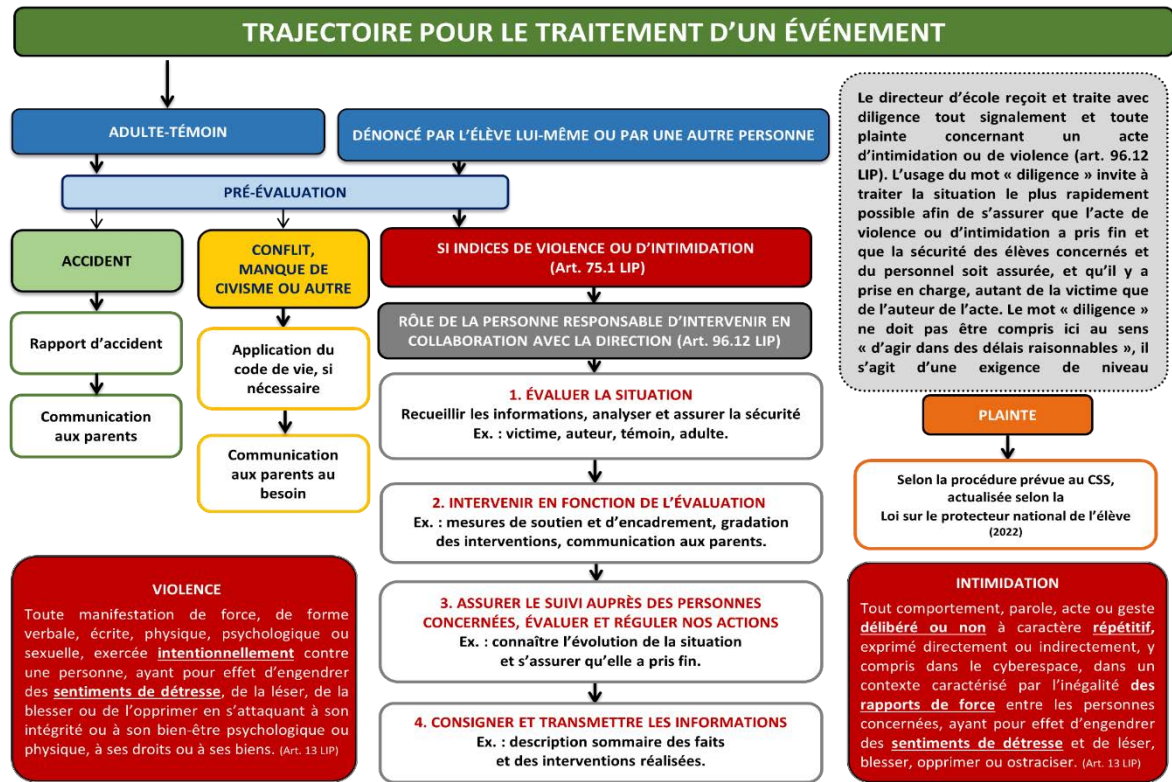 TRAJECTOIRE POUR LE TRAITEMENT D'UN ÉVÉNEMENT
ADULTE-TÉMOIN
DÉNONCÉ PAR L'ÉLÈVE LUI-MÊME OU PAR UNE AUTRE PERSONNE
PRÉ-ÉVALUATION
ACCIDENT
Rapport d'accident
Communication
aux parents
CONFLIT,
MANQUE DE
CIVISME OU AUTRE
Application du
code de vie, si
nécessaire
Communication
aux parents au
besoin
SI INDICES DE VIOLENCE OU D'INTIMIDATION
(Art. 75.1 LIP)
RÔLE DE LA PERSONNE RESPONSABLE D'INTERVENIR EN
COLLABORATION AVEC LA DIRECTION (Art. 96.12 LIP)
1. ÉVALUER LA SITUATION
Recueillir les informations, analyser et assurer la sécurité
Ex. : victime, auteur, témoin, adulte.
2. INTERVENIR EN FONCTION DE L'ÉVALUATION
Ex. : mesures de soutien et d'encadrement, gradation
des interventions, communication aux parents.
3. ASSURER LE SUIVI AUPRÈS DES PERSONNES
CONCERNÉES, ÉVALUER ET RÉGULER NOS ACTIONS
Ex. : connaître l'évolution de la situation
et s'assurer qu'elle a pris fin.
4. CONSIGNER ET TRANSMETTRE LES INFORMATIONS
Ex. : description sommaire des faits
et des interventions réalisées.
Le directeur d'école reçoit et traite avec
diligence tout signalement et toute
plainte concernant un acte
d'intimidation ou de violence (art. 96.12
LIP). L'usage du mot « diligence » invite à
traiter la situation le plus rapidement
possible afin de s'assurer que l'acte de
violence ou d'intimidation a pris fin et
que la sécurité des élèves concernés et
du personnel soit assurée, et qu'il y a
prise en charge, autant de la victime que
de l'auteur de l'acte. Le mot « diligence »
ne doit pas être compris ici au sens
« d'agir dans des délais raisonnables », il
s'agit d'une exigence de niveau
PLAINTE
Selon la procédure prévue au CSS,
actualisée selon la
Loi sur le protecteur national de l'élève
(2022)
VIOLENCE
Toute manifestation de force, de forme
verbale, écrite, physique, psychologique ou
sexuelle, exercée intentionnellement contre
une personne, ayant pour effet d'engendrer
des sentiments de détresse, de la léser, de la
blesser ou de l'opprimer en s'attaquant à son
intégrité ou à son bien-être psychologique ou
physique, à ses droits ou à ses biens. (Art. 13 LIP)
INTIMIDATION
Tout comportement, parole, acte ou geste
délibéré ou non à caractère répétitif,
exprimé directement ou indirectement, y
compris dans le cyberespace, dans un
contexte caractérisé par l'inégalité des
rapports de force entre les personnes
concernées, ayant pour effet d'engendrer
des sentiments de détresse et de léser,
blesser, opprimer ou ostraciser. (Art. 13 LIP)